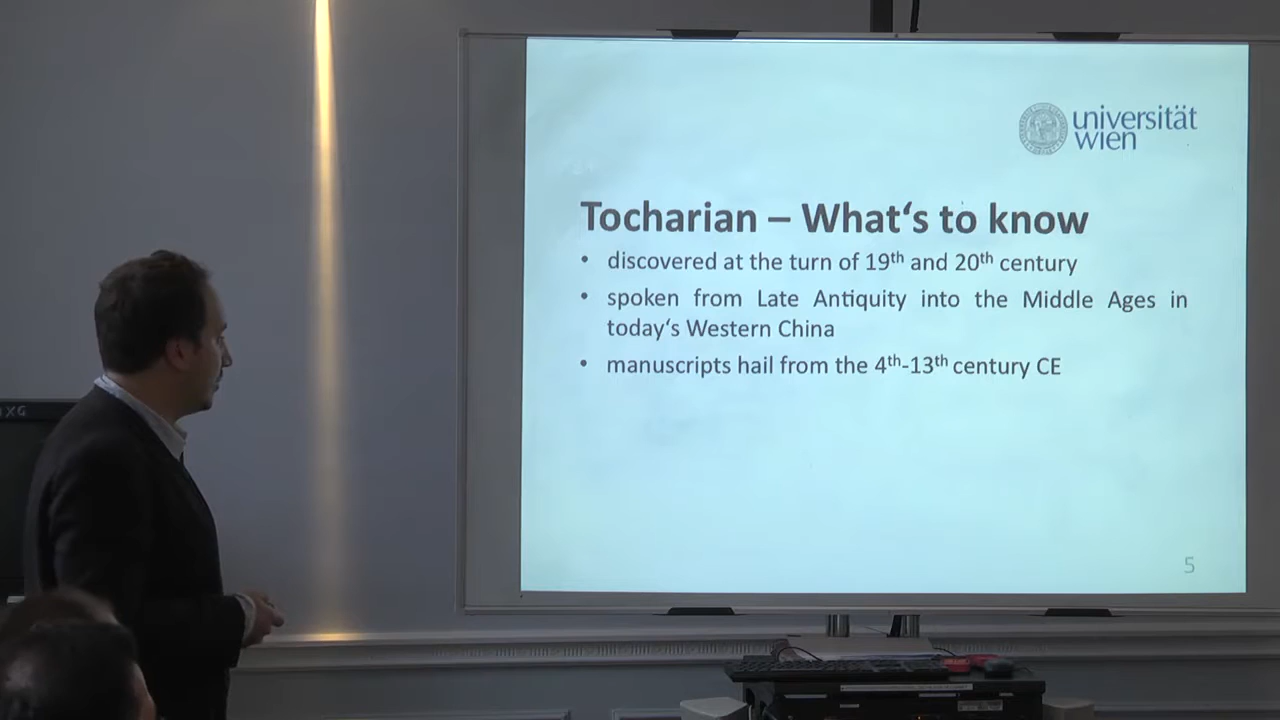 universität
wien
Tocharian – What‘s to know
• discovered at the turn of 19th and 20th century
• spoken from Late Antiquity into the Middle Ages in
today‘s Western China
• manuscripts hail from the 4th-13th century CE
5